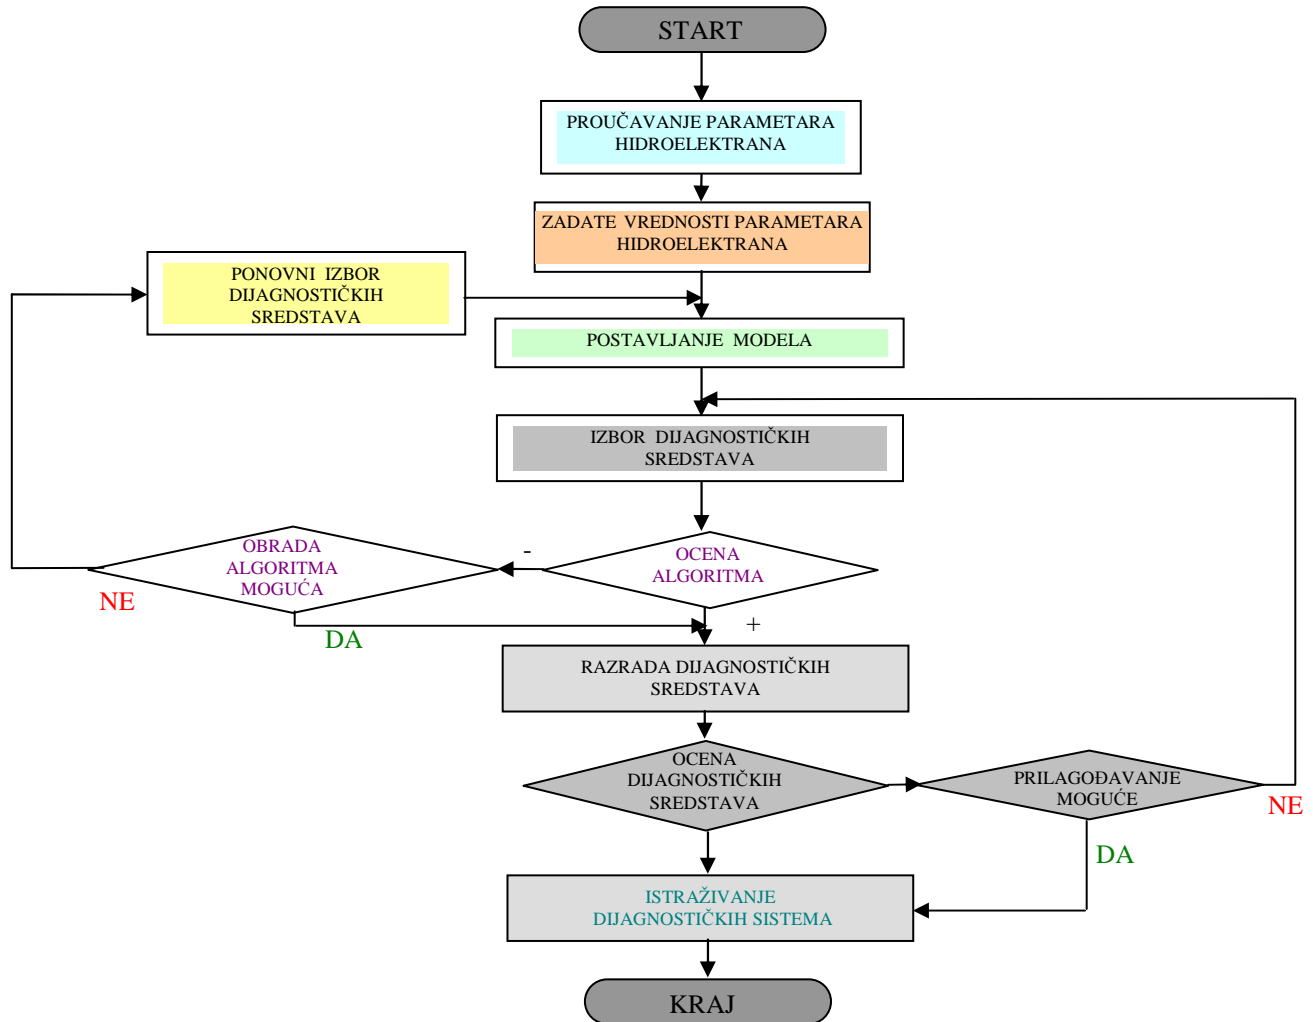 START
PROUČAVANJE PARAMETARA
HIDROELEKTRANA
ZADATE VREDNOSTI PARAMETARA
HIDROELEKTRANA
PONOVNI IZBOR
DIJAGNOSTIČKIH
SREDSTAVA
POSTAVLJANJE MODELA
IZBOR DIJAGNOSTIČKIH
SREDSTAVA
OBRADA
ALGORITMA
MOGUĆA
-
OCENA
ALGORITMA
NE
DA
+
RAZRADA DIJAGNOSTIČKIH
SREDSTAVA
OCENA
DIJAGNOSTIČKIH
SREDSTAVA
PRILAGOĐAVANJE
MOGUĆE
NE
DA
ISTRAŽIVANJE
DIJAGNOSTIČKIH SISTEMA
KRAJ